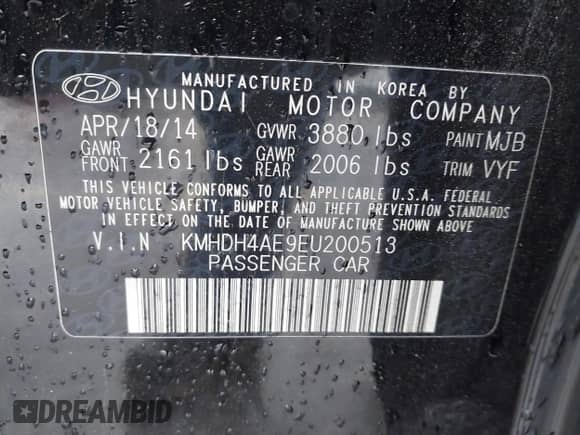 MANUFACTURED IN KOREA BY
HYUNDAI MOTOR COMPANY
APR/18/14 GVWR 3880 lbs PAINT MJB
GAWR FRONT 2161 lbs GAWR REAR 2006 lbs TRIM VYF
THIS VEHICLE CONFORMS TO ALL APPLICABLE U.S.A. FEDERAL
MOTOR VEHICLE SAFETY, BUMPER, AND THEFT PREVENTION STANDARDS
IN EFFECT ON THE DATE OF MANUFACTURE SHOWN ABOVE.
V.I.N KMHDH4AE9EU200513
PASSENGER CAR
DREAMBID